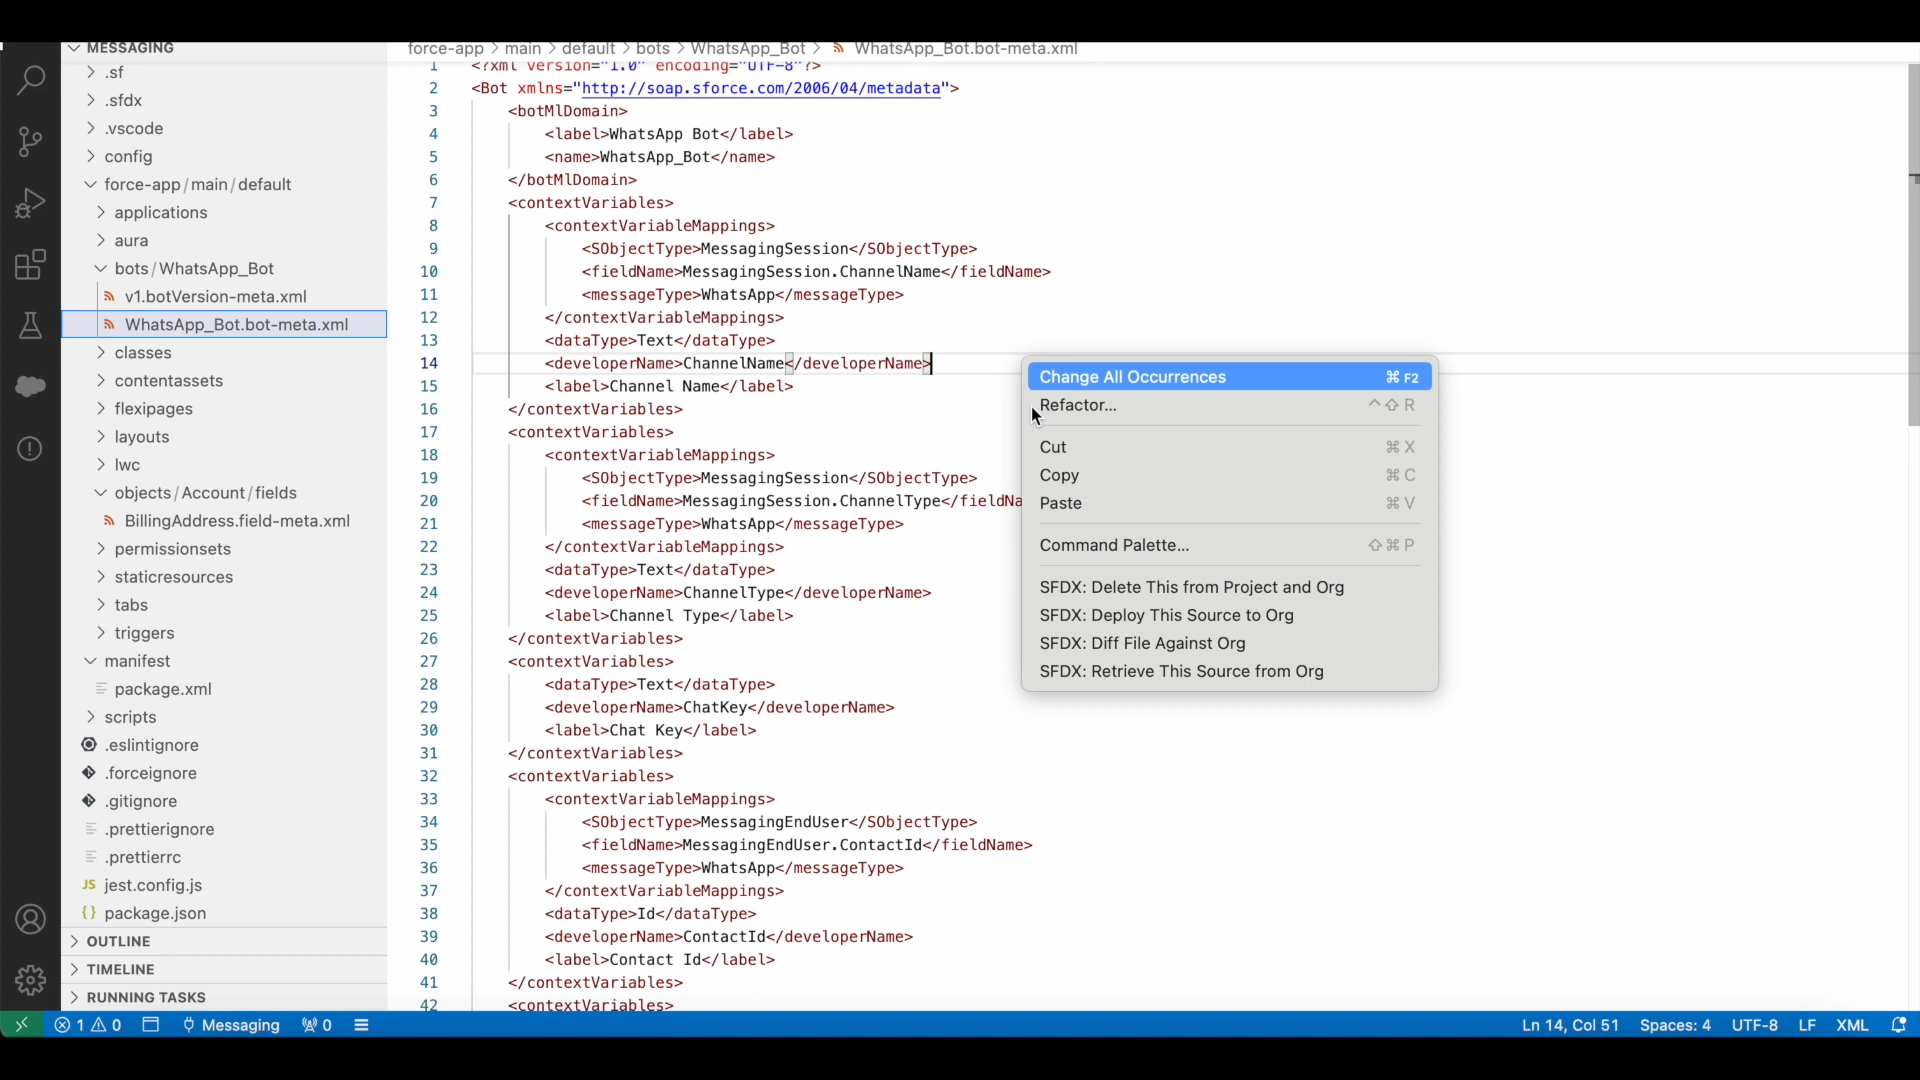 MESSAGING
.sf
.sfdx
.vscode
config
force-app/main/default
applications
aura
bots/WhatsApp_Bot
v1.botVersion-meta.xml
WhatsApp_Bot.bot-meta.xml
classes
contentassets
flexipages
layouts
lwc
objects/Account/fields
BillingAddress.field-meta.xml
permissionsets
staticresources
tabs
triggers
manifest
package.xml
scripts
.eslintignore
.forceignore
.gitignore
.prettierignore
.prettierrc
JS jest.config.js
{} package.json
OUTLINE
TIMELINE
RUNNING TASKS
force-app > main > default > bots > WhatsApp_Bot > WhatsApp_Bot.bot-meta.xml
1 <?xml version="1.0" encoding="UTF-8"?>
2 <Bot xmlns="http://soap.sforce.com/2006/04/metadata">
3 <botMlDomain>
4 <label>WhatsApp Bot</label>
5 <name>WhatsApp_Bot</name>
6 </botMlDomain>
7 <contextVariables>
8 <contextVariableMappings>
9 <SObjectType>MessagingSession</SObjectType>
10 <fieldName>MessagingSession.ChannelName</fieldName>
11 <messageType>WhatsApp</messageType>
12 </contextVariableMappings>
13 <dataType>Text</dataType>
14 <developerName>ChannelName</developerName>
15 <label>Channel Name</label>
16 </contextVariables>
17 <contextVariables>
18 <contextVariableMappings>
19 <SObjectType>MessagingSession</SObjectType>
20 <fieldName>MessagingSession.ChannelType</fieldNa
21 <messageType>WhatsApp</messageType>
22 </contextVariableMappings>
23 <dataType>Text</dataType>
24 <developerName>ChannelType</developerName>
25 <label>Channel Type</label>
26 </contextVariables>
27 <contextVariables>
28 <dataType>Text</dataType>
29 <developerName>ChatKey</developerName>
30 <label>Chat Key</label>
31 </contextVariables>
32 <contextVariables>
33 <contextVariableMappings>
34 <SObjectType>MessagingEndUser</SObjectType>
35 <fieldName>MessagingEndUser.ContactId</fieldName>
36 <messageType>WhatsApp</messageType>
37 </contextVariableMappings>
38 <dataType>Id</dataType>
39 <developerName>ContactId</developerName>
40 <label>Contact Id</label>
41 </contextVariables>
42 <contextVariables>
Change All Occurrences ⌘ F2
Refactor... ^⇧ R
Cut ⌘ X
Copy ⌘ C
Paste ⌘ V
Command Palette... ⇧⌘ P
SFDX: Delete This from Project and Org
SFDX: Deploy This Source to Org
SFDX: Diff File Against Org
SFDX: Retrieve This Source from Org
1 0 Messaging 0 Ln 14, Col 51 Spaces: 4 UTF-8 LF XML